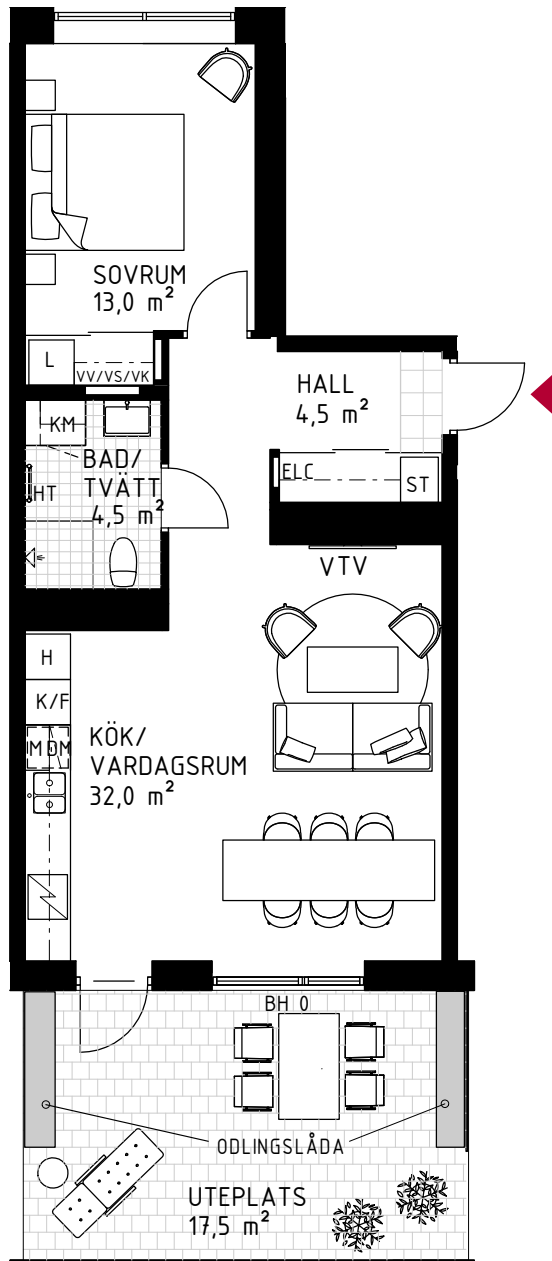 SOVRUM
13,0 m²
L
VV/VS/VK
HALL
4,5 m²
KM
BAD/
TVÄTT
4,5 m²
HT
ELC
ST
VTV
H
K/F
M DM
KÖK/
VARDAGSRUM
32,0 m²
BH 0
ODLINGSLÅDA
UTEPLATS
17,5 m²